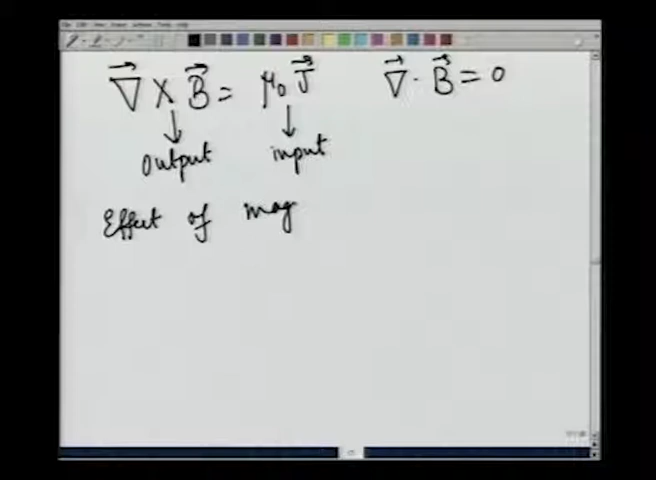 ∇⃗ × B⃗ = μ₀ J⃗ ∇⃗ · B⃗ = 0
output input
Effect of mag